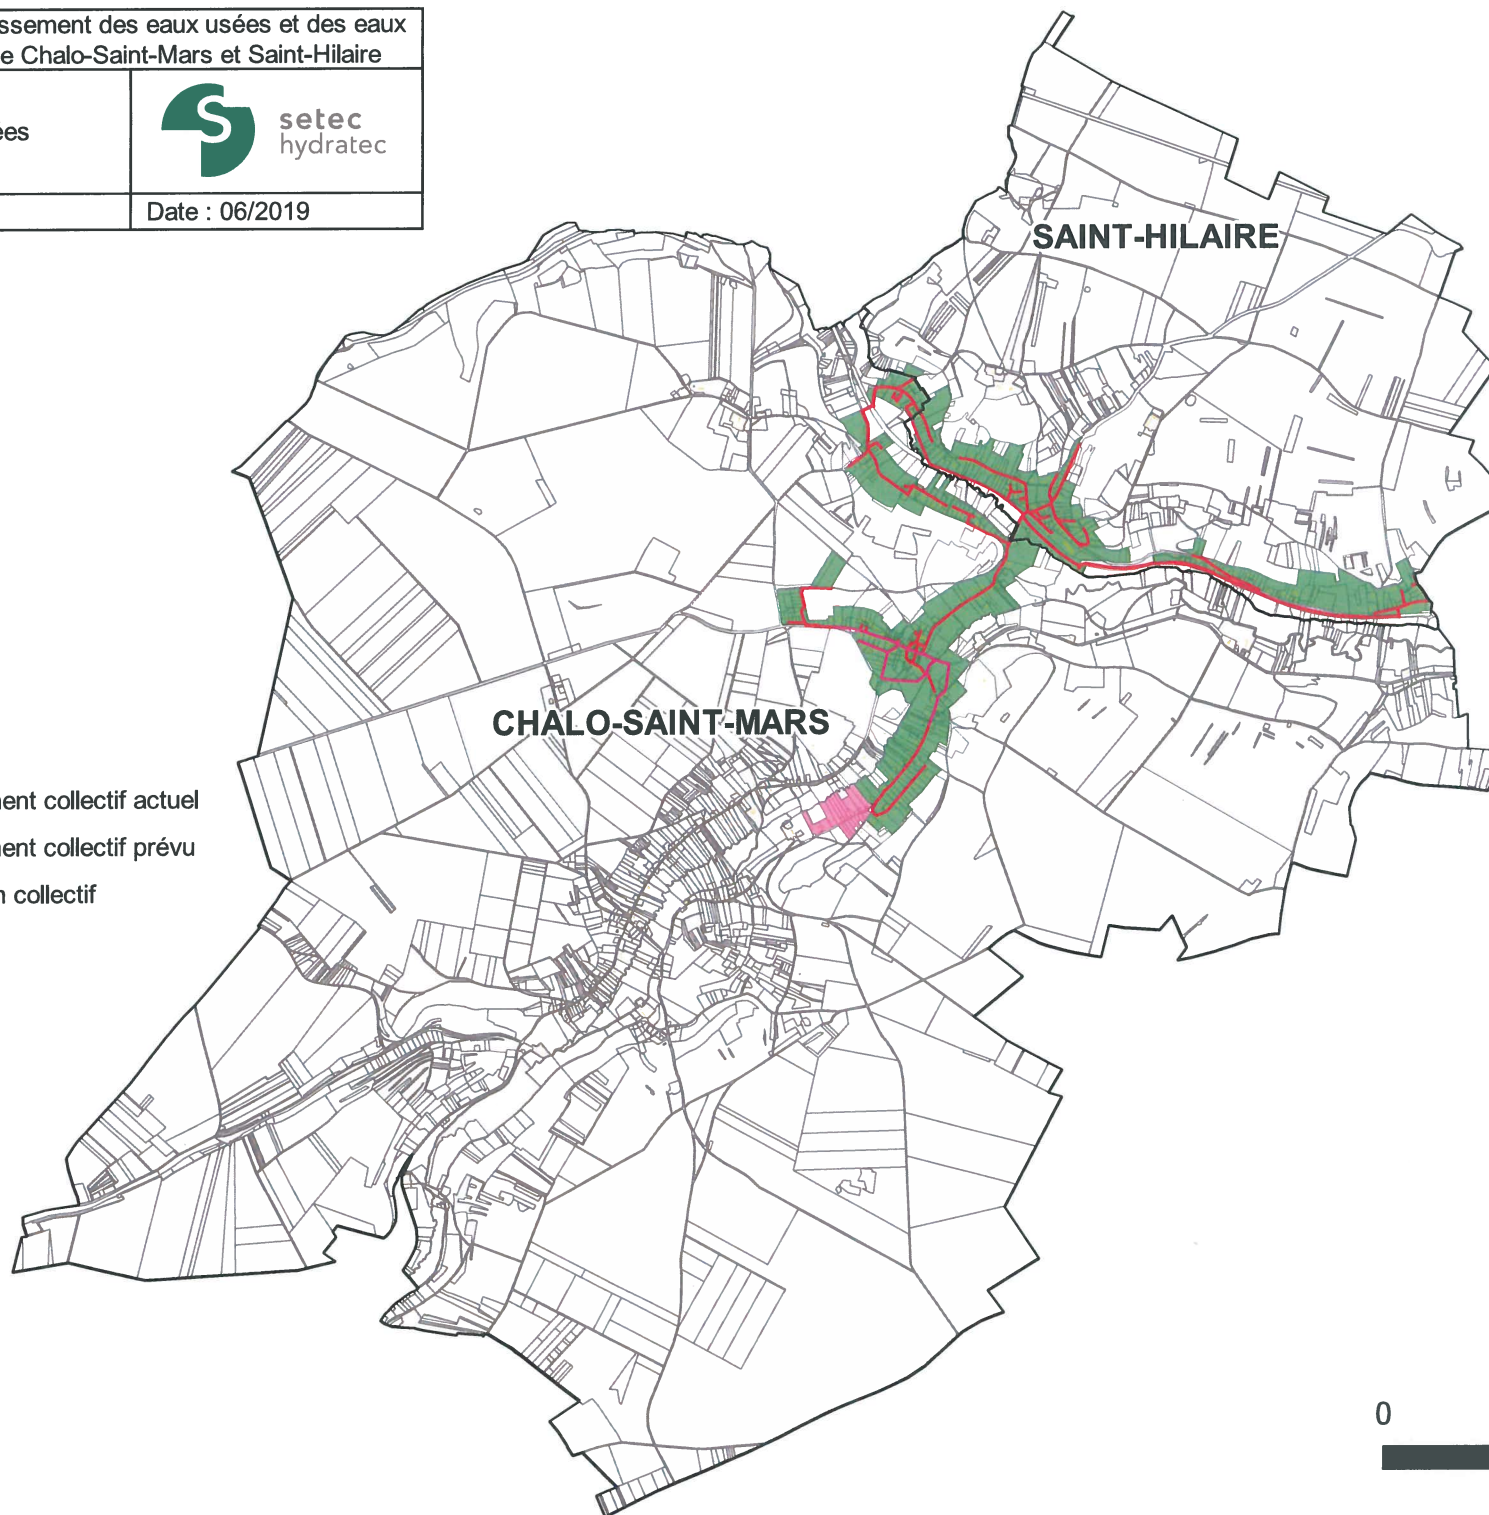 ssement des eaux usées et des eaux
e Chalo-Saint-Mars et Saint-Hilaire
es
S
setec
hydratec
Date : 06/2019
SAINT-HILAIRE
CHALO-SAINT-MARS
ent collectif actuel
ent collectif prévu
collectif
0